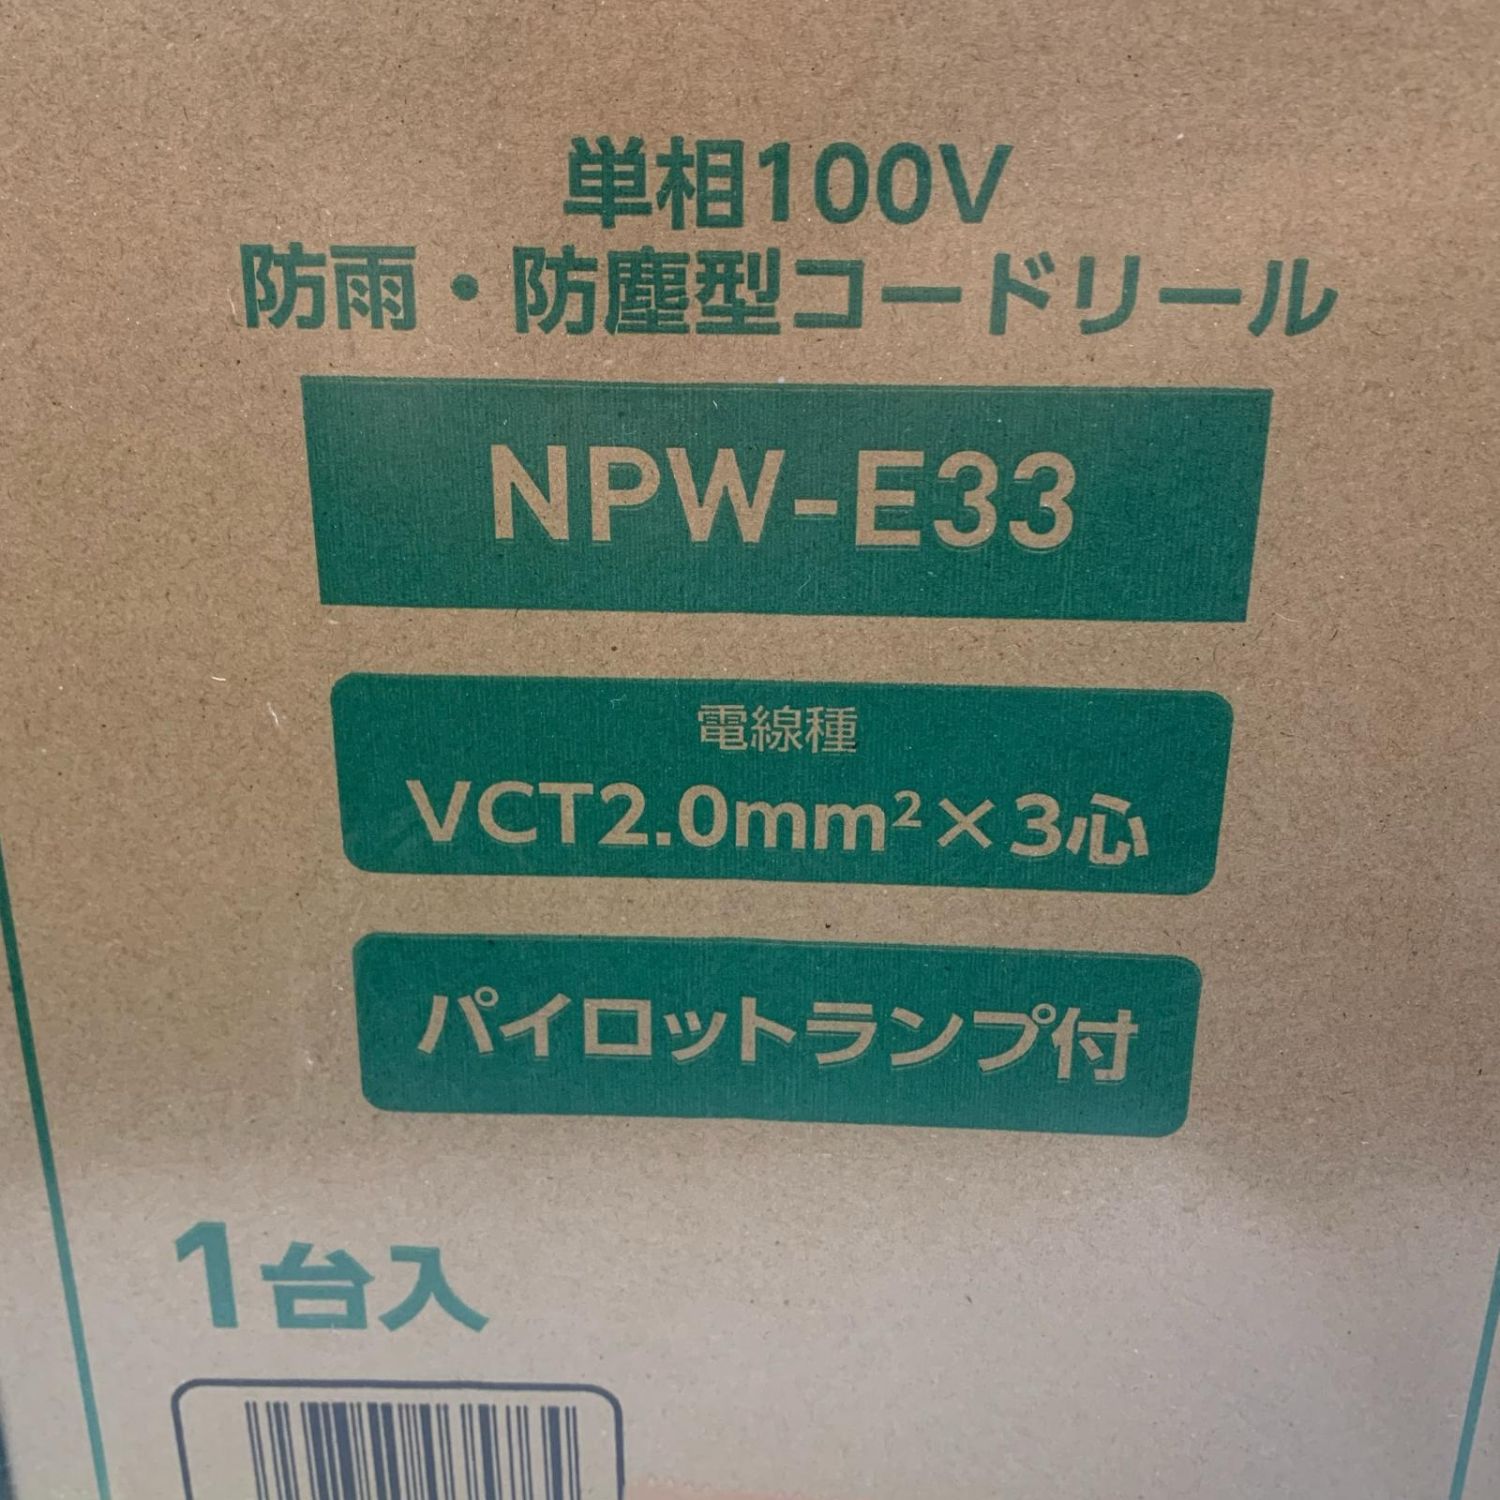 単相100V
防雨・防塵型コードリール
NPW-E33
電線種
VCT2.0mm²×3心
パイロットランプ付
1台入